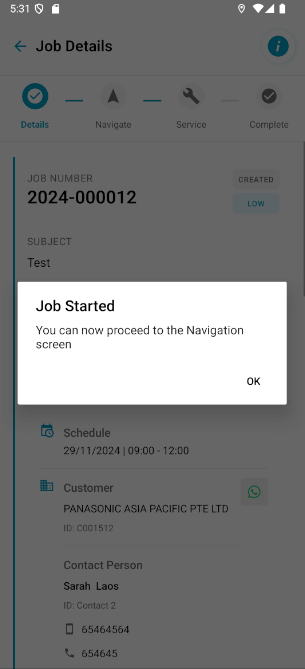 5:31
Job Details
i
Details
Navigate
Service
Complete
JOB NUMBER
CREATED
2024-000012
LOW
SUBJECT
Test
Job Started
You can now proceed to the Navigation
screen
OK
Schedule
29/11/2024 | 09:00 - 12:00
Customer
PANASONIC ASIA PACIFIC PTE LTD
ID: C001512
Contact Person
Sarah Laos
ID: Contact 2
65464564
654645